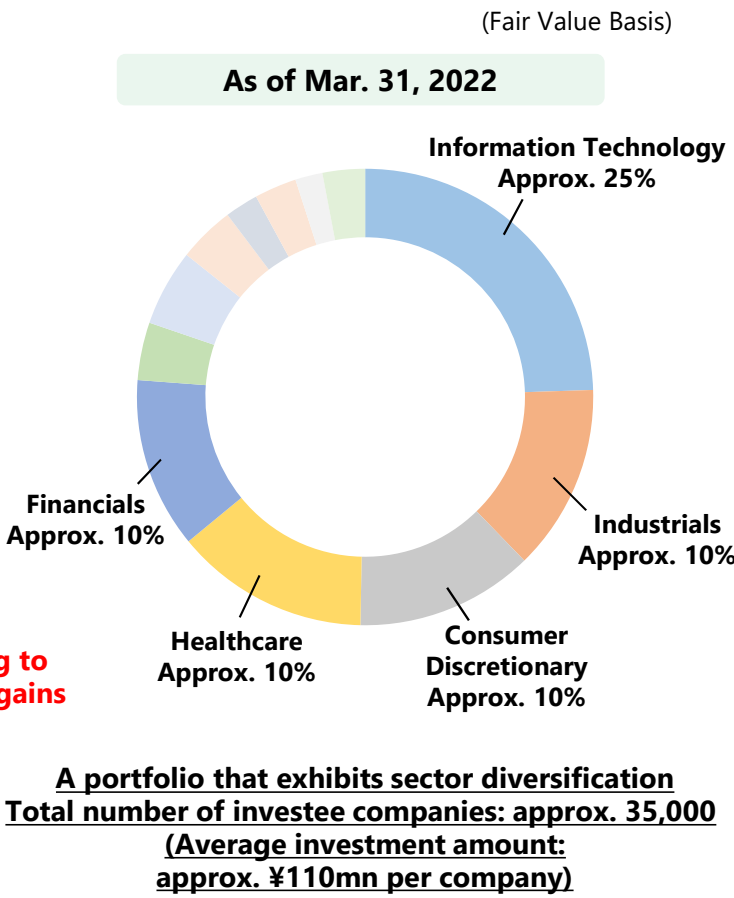 (Fair Value Basis)
As of Mar. 31, 2022
Information Technology
Approx. 25%
Industrials
Approx. 10%
Consumer
Discretionary
Approx. 10%
Healthcare
Approx. 10%
Financials
Approx. 10%
g to
gains
A portfolio that exhibits sector diversification
Total number of investee companies: approx. 35,000
(Average investment amount:
approx. ¥110mn per company)